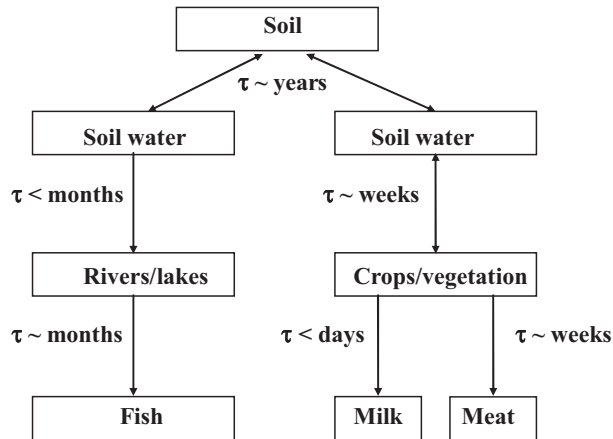 Soil
τ ~ years
Soil water
Soil water
τ < months
τ ~ weeks
Rivers/lakes
Crops/vegetation
τ ~ months
τ < days
τ ~ weeks
Fish
Milk
Meat